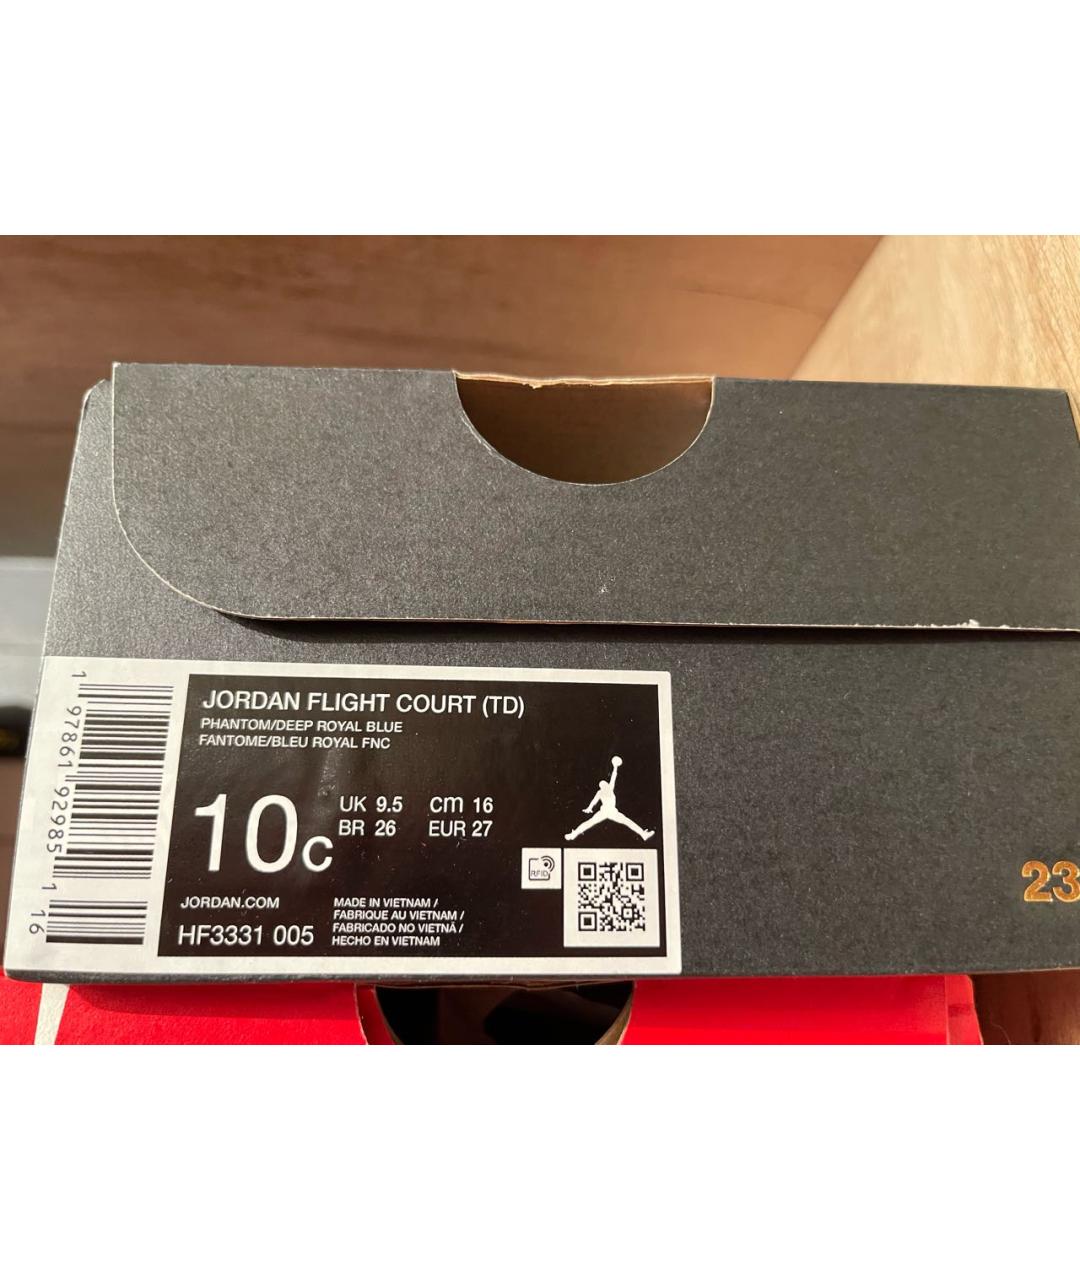 JORDAN FLIGHT COURT (TD)
PHANTOM/DEEP ROYAL BLUE
FANTOME/BLEU ROYAL FNC
10C
UK 9.5 cm 16
BR 26 EUR 27
RFID
JORDAN.COM
HF3331 005
MADE IN VIETNAM /
FABRIQUE AU VIETNAM /
FABRICADO NO VIETNÃ /
HECHO EN VIETNAM
1 97861 92985 1 16
23